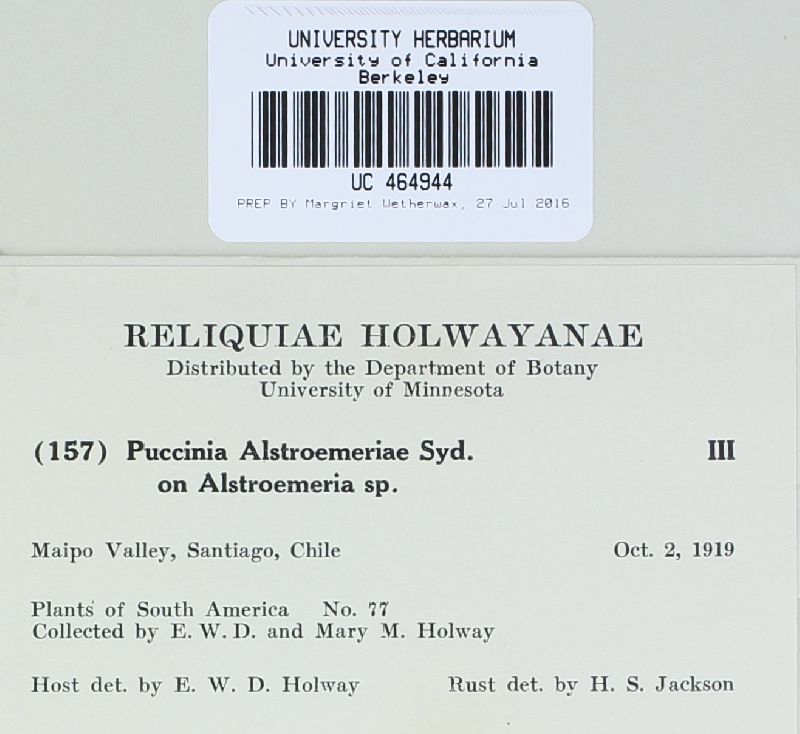 UNIVERSITY HERBARIUM
University of California
Berkeley
UC 464944
PREP BY Margriet Wetherwax, 27 Jul 2016
RELIQUIAE HOLWAYANAE
Distributed by the Department of Botany
University of Minnesota
(157) Puccinia Alstroemeriae Syd. III
on Alstroemeria sp.
Maipo Valley, Santiago, Chile Oct. 2, 1919
Plants of South America No. 77
Collected by E. W. D. and Mary M. Holway
Host det. by E. W. D. Holway Rust det. by H. S. Jackson